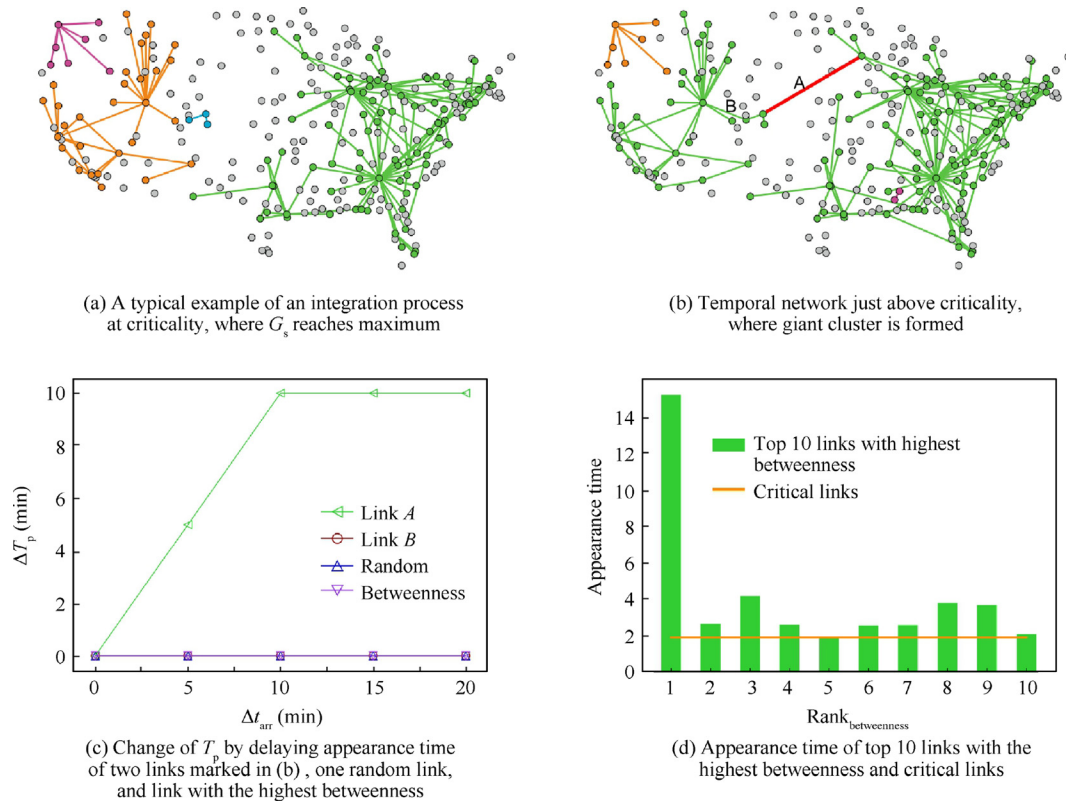 A
B
(a) A typical example of an integration process
at criticality, where Gs reaches maximum
(b) Temporal network just above criticality,
where giant cluster is formed
10
8
6
4
2
0
ΔTp (min)
Link A
Link B
Random
Betweenness
0 5 10 15 20
Δtarr (min)
(c) Change of Tp by delaying appearance time
of two links marked in (b) , one random link,
and link with the highest betweenness
14
15
10
8
6
4
2
0
Appearance time
Top 10 links with highest
betweenness
Critical links
1 2 3 4 5 6 7 8 9 10
Rankbetweenness
(d) Appearance time of top 10 links with the
highest betweenness and critical links